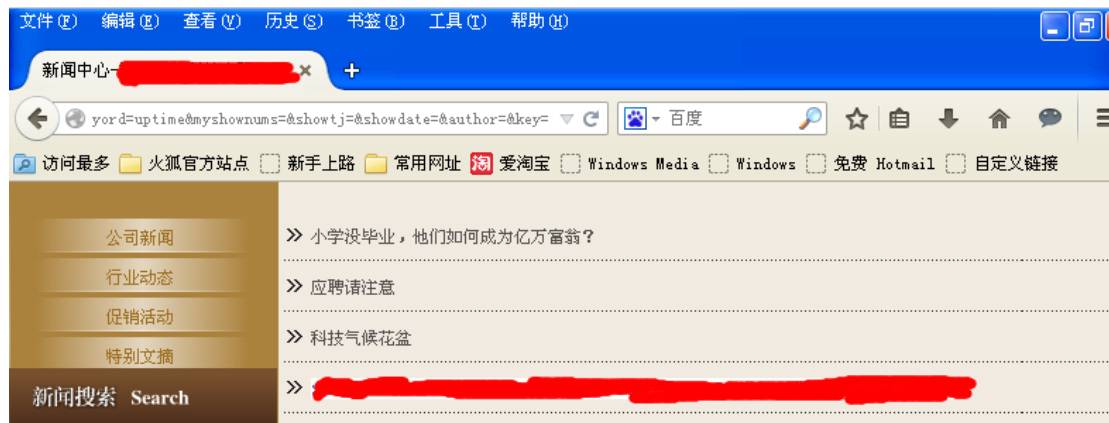 文件(F) 编辑(E) 查看(V) 历史(S) 书签(B) 工具(T) 帮助(H)
新闻中心-
yord=uptime&myshownums=&showtj=&showdate=&author=&key= 百度
访问最多 火狐官方站点 新手上路 常用网址 淘 爱淘宝 Windows Media Windows 免费 Hotmail 自定义链接
公司新闻
行业动态
促销活动
特别文摘
新闻搜索 Search
小学没毕业，他们如何成为亿万富翁？
应聘请注意
科技气候花盆